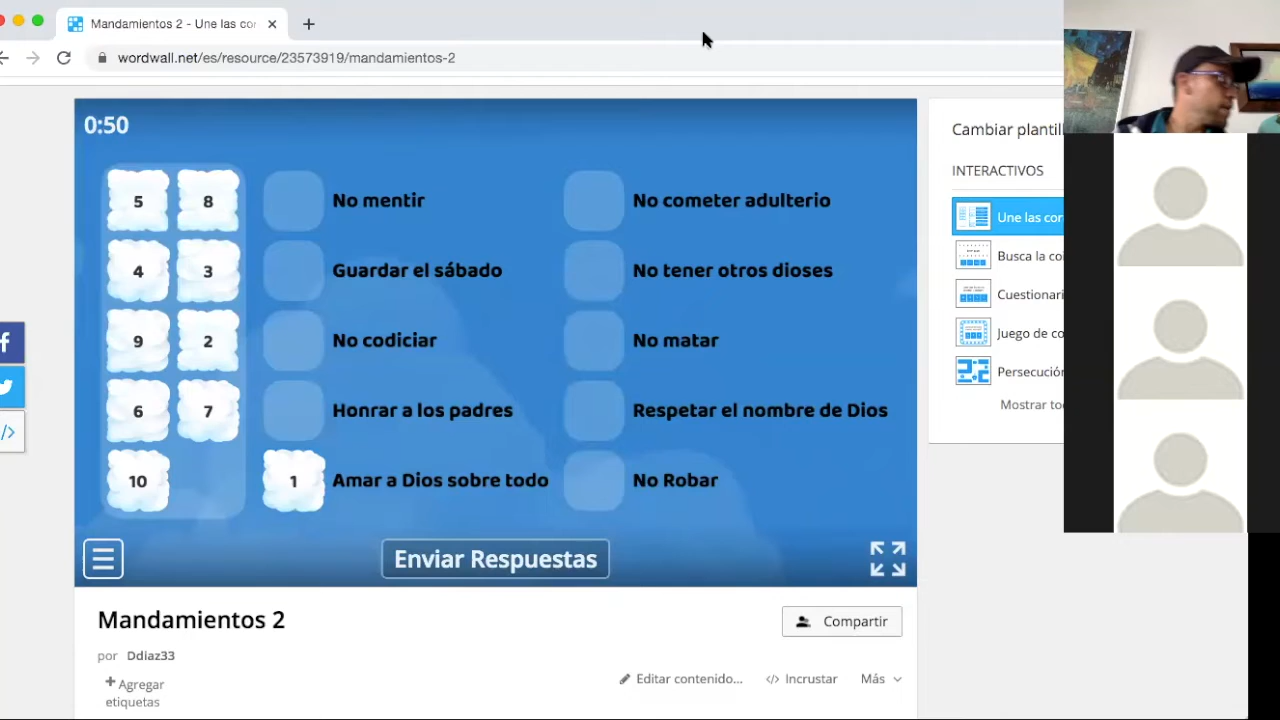 Mandamientos 2 - Une las cor
wordwall.net/es/resource/23573919/mandamientos-2
0:50
5 8 No mentir No cometer adulterio
4 3 Guardar el sábado No tener otros dioses
9 2 No codiciar No matar
6 7 Honrar a los padres Respetar el nombre de Dios
10 1 Amar a Dios sobre todo No Robar
Enviar Respuestas
Cambiar plantil
INTERACTIVOS
Une las cor
Busca la co
Cuestionari
Juego de co
Persecución
Mostrar to
Mandamientos 2
Compartir
por Ddiaz33
Agregar
etiquetas
Editar contenido...
Incrustar
Más